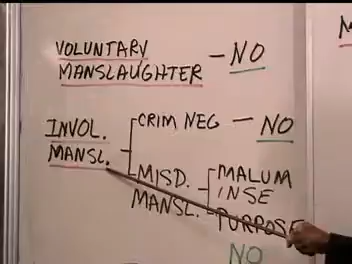 VOLUNTARY
MANSLAUGHTER - NO
INVOL.
MANSL.
CRIM NEG - NO
MISD.
MANSL.
MALUM
IN SE
PURPOSE
NO
M